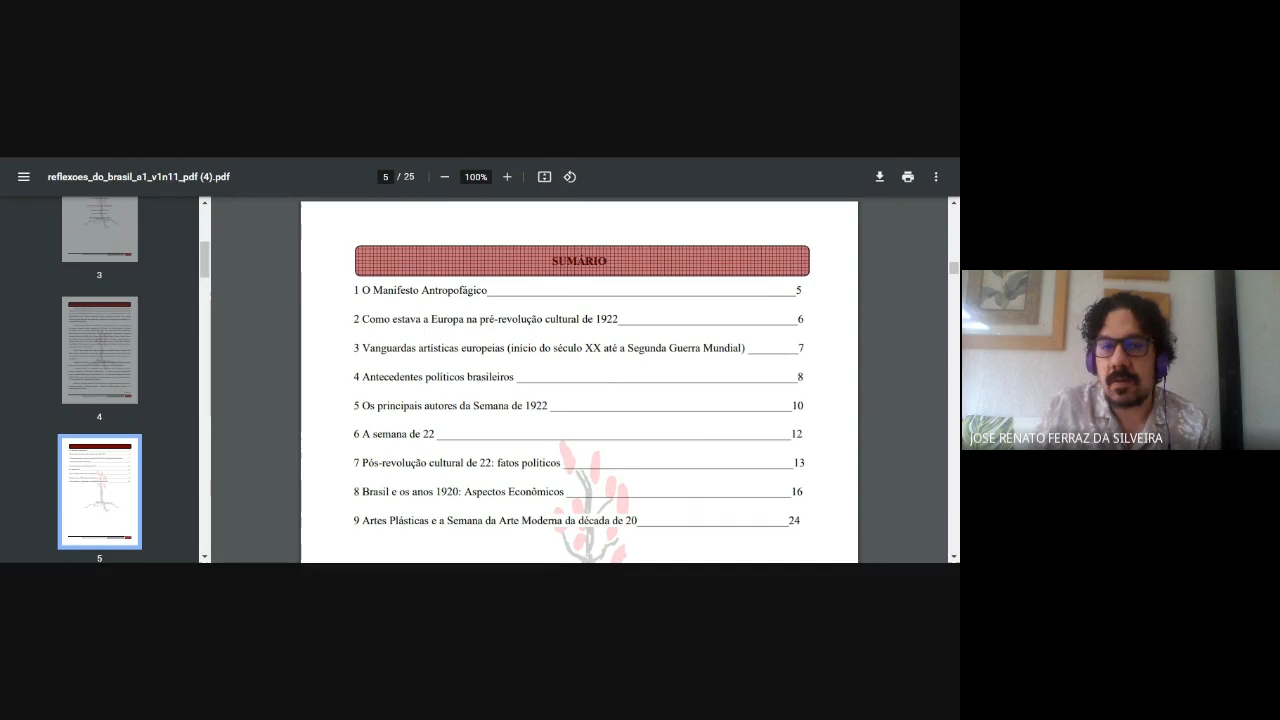 reflexoes_do_brasil_a1_v1n11_pdf (4).pdf
5 / 25
100%
3
4
5
SUMÁRIO
1 O Manifesto Antropofágico 5
2 Como estava a Europa na pré-revolução cultural de 1922 6
3 Vanguardas artísticas europeias (início do século XX até a Segunda Guerra Mundial) 7
4 Antecedentes políticos brasileiros 8
5 Os principais autores da Semana de 1922 10
6 A semana de 22 12
7 Pós-revolução cultural de 22: fatos políticos 13
8 Brasil e os anos 1920: Aspectos Econômicos 16
9 Artes Plásticas e a Semana da Arte Moderna da década de 20 24
JOSE RENATO FERRAZ DA SILVEIRA